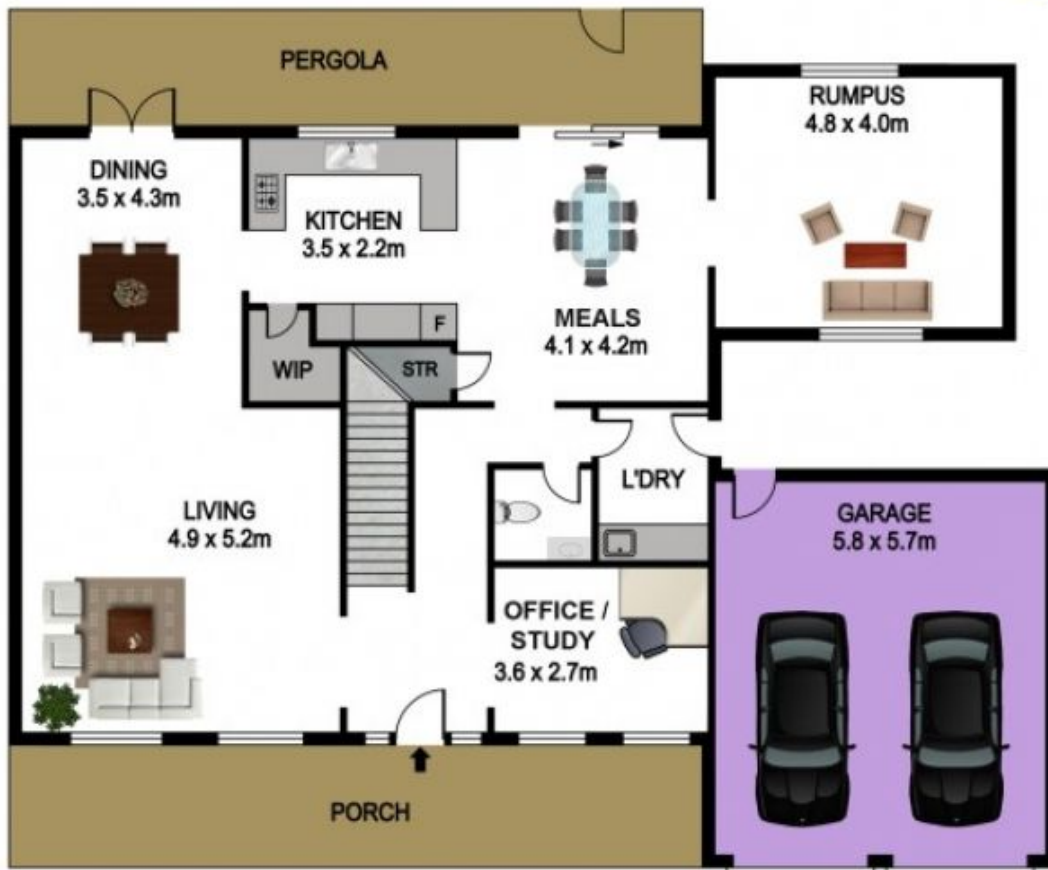 PERGOLA
RUMPUS
4.8 x 4.0m
DINING
3.5 x 4.3m
KITCHEN
3.5 x 2.2m
MEALS
4.1 x 4.2m
F
WIP
STR
LIVING
4.9 x 5.2m
L'DRY
GARAGE
5.8 x 5.7m
OFFICE /
STUDY
3.6 x 2.7m
PORCH